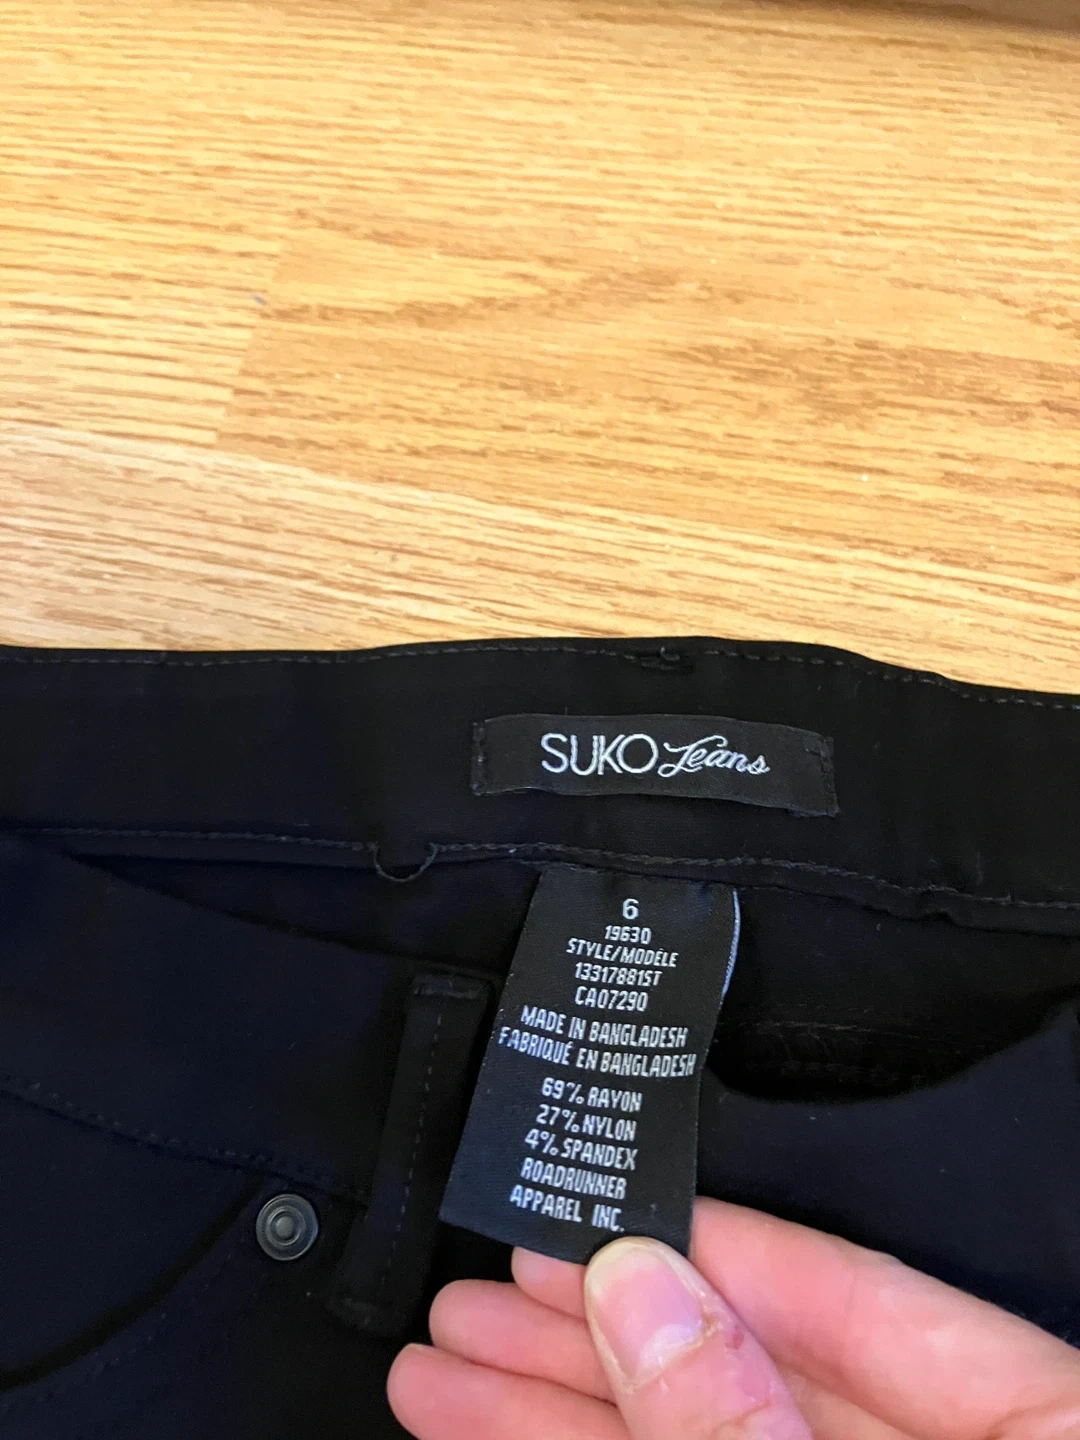 SUKO Jeans
6
19630
STYLE/MODÈLE
13317881ST
CA07290
MADE IN BANGLADESH
FABRIQUÉ EN BANGLADESH
69% RAYON
27% NYLON
4% SPANDEX
ROADRUNNER
APPAREL INC.